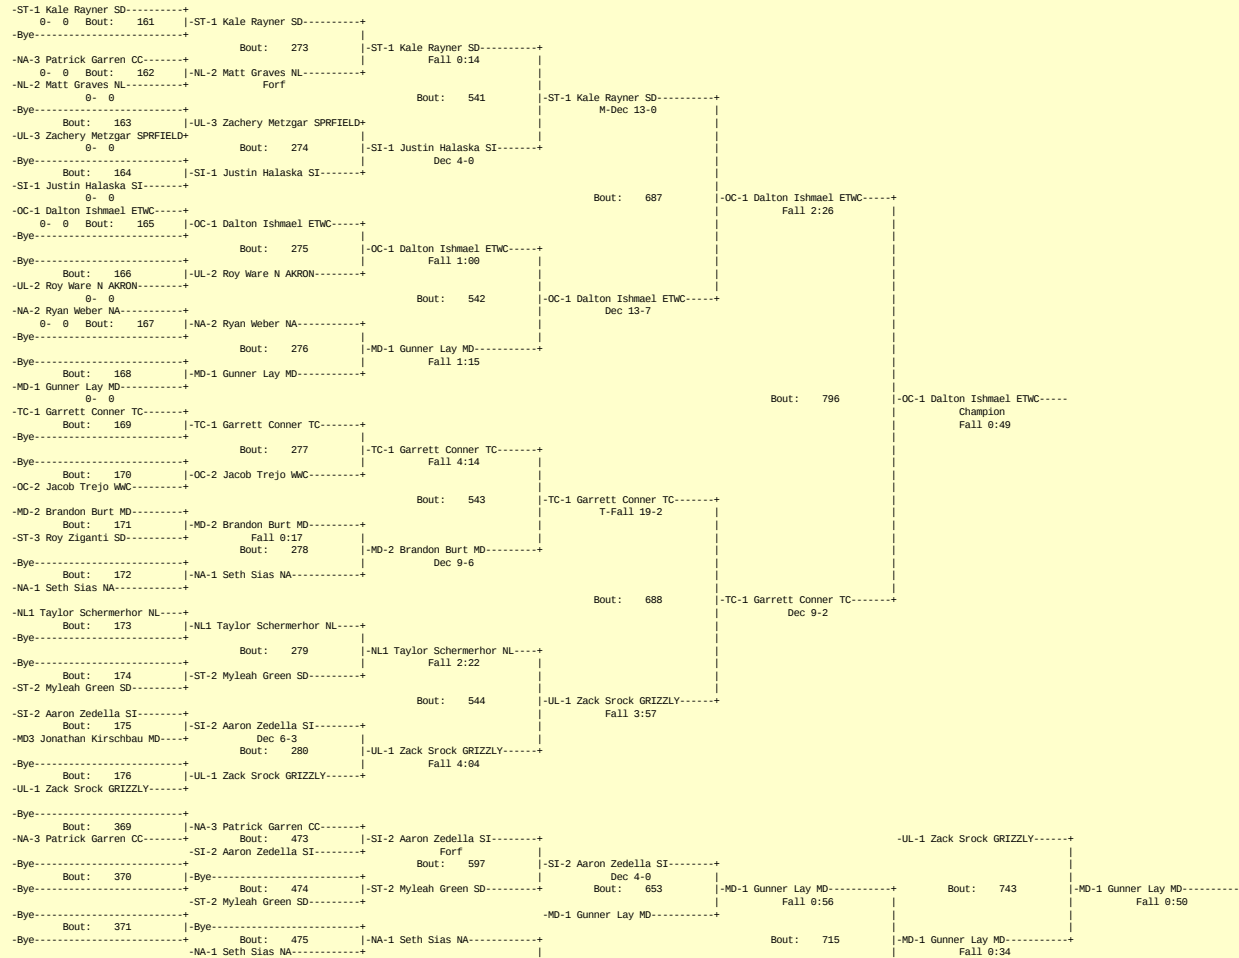 -ST-1 Kale Rayner SD----------+
0-  0   Bout:    161      |-ST-1 Kale Rayner SD----------+
-Bye--------------------------+                              |
Bout:    273         |-ST-1 Kale Rayner SD----------+
-NA-3 Patrick Garren CC-------+                              |          Fall 0:14               |
0-  0   Bout:    162      |-NL-2 Matt Graves NL----------+                              |
-NL-2 Matt Graves NL----------+             Forf                                            |
0-  0                                                     Bout:    541         |-ST-1 Kale Rayner SD----------+
-Bye--------------------------+                                                             |          M-Dec 13-0              |
Bout:    163      |-UL-3 Zachery Metzgar SPRFIELD+                              |                              |
-UL-3 Zachery Metzgar SPRFIELD+                              |                              |                              |
0-  0                     Bout:    274         |-SI-1 Justin Halaska SI-------+                              |
-Bye--------------------------+                              |           Dec 4-0                                           |
Bout:    164      |-SI-1 Justin Halaska SI-------+                                                             |
-SI-1 Justin Halaska SI-------+                                                                                            |
0-  0                                                                                    Bout:    687         |-OC-1 Dalton Ishmael ETWC-----+
-OC-1 Dalton Ishmael ETWC-----+                                                                                            |          Fall 2:26               |
0-  0   Bout:    165      |-OC-1 Dalton Ishmael ETWC-----+                                                             |                              |
-Bye--------------------------+                              |                                                             |                              |
Bout:    275         |-OC-1 Dalton Ishmael ETWC-----+                              |                              |
-Bye--------------------------+                              |          Fall 1:00               |                              |                              |
Bout:    166      |-UL-2 Roy Ware N AKRON--------+                              |                              |                              |
-UL-2 Roy Ware N AKRON--------+                                                             |                              |                              |
0-  0                                                     Bout:    542         |-OC-1 Dalton Ishmael ETWC-----+                              |
-NA-2 Ryan Weber NA-----------+                                                             |          Dec 13-7                                              |
0-  0   Bout:    167      |-NA-2 Ryan Weber NA-----------+                              |                                                             |
-Bye--------------------------+                              |                              |                                                             |
Bout:    276         |-MD-1 Gunner Lay MD-----------+                                                             |
-Bye--------------------------+                              |          Fall 1:15                                                                             |
Bout:    168      |-MD-1 Gunner Lay MD-----------+                                                                                            |
-MD-1 Gunner Lay MD-----------+                                                                                                                           |
0-  0                                                                                                                    Bout:    796         |-OC-1 Dalton Ishmael ETWC-----
-TC-1 Garrett Conner TC-------+                                                                                                                           |          Champion
Bout:    169      |-TC-1 Garrett Conner TC-------+                                                                                            |          Fall 0:49
-Bye--------------------------+                              |                                                                                            |
Bout:    277         |-TC-1 Garrett Conner TC-------+                                                             |
-Bye--------------------------+                              |          Fall 4:14               |                                                             |
Bout:    170      |-OC-2 Jacob Trejo WWC---------+                              |                                                             |
-OC-2 Jacob Trejo WWC---------+                                                             |                                                             |
Bout:    543         |-TC-1 Garrett Conner TC-------+                              |
-MD-2 Brandon Burt MD---------+                                                             |         T-Fall 19-2              |                              |
Bout:    171      |-MD-2 Brandon Burt MD---------+                              |                              |                              |
-ST-3 Roy Ziganti SD----------+           Fall 0:17          |                              |                              |                              |
Bout:    278         |-MD-2 Brandon Burt MD---------+                              |                              |
-Bye--------------------------+                              |           Dec 9-6                                           |                              |
Bout:    172      |-NA-1 Seth Sias NA------------+                                                             |                              |
-NA-1 Seth Sias NA------------+                                                                                            |                              |
Bout:    688         |-TC-1 Garrett Conner TC-------+
-NL1 Taylor Schermerhor NL----+                                                                                            |           Dec 9-2
Bout:    173      |-NL1 Taylor Schermerhor NL----+                                                             |
-Bye--------------------------+                              |                                                             |
Bout:    279         |-NL1 Taylor Schermerhor NL----+                              |
-Bye--------------------------+                              |          Fall 2:22               |                              |
Bout:    174      |-ST-2 Myleah Green SD---------+                              |                              |
-ST-2 Myleah Green SD---------+                                                             |                              |
Bout:    544         |-UL-1 Zack Srock GRIZZLY------+
-SI-2 Aaron Zedella SI--------+                                                             |          Fall 3:57
Bout:    175      |-SI-2 Aaron Zedella SI--------+                              |
-MD3 Jonathan Kirschbau MD----+            Dec 6-3           |                              |
Bout:    280         |-UL-1 Zack Srock GRIZZLY------+
-Bye--------------------------+                              |          Fall 4:04
Bout:    176      |-UL-1 Zack Srock GRIZZLY------+
-UL-1 Zack Srock GRIZZLY------+
-Bye--------------------------+
Bout:    369      |-NA-3 Patrick Garren CC-------+
-NA-3 Patrick Garren CC-------+         Bout:    473         |-SI-2 Aaron Zedella SI--------+                                                             -UL-1 Zack Srock GRIZZLY------+
-SI-2 Aaron Zedella SI--------+             Forf             |                                                                                            |
-Bye--------------------------+                                        Bout:    597         |-SI-2 Aaron Zedella SI--------+                                                             |
Bout:    370      |-Bye--------------------------+                              |           Dec 4-0            |                                                             |
-Bye--------------------------+         Bout:    474         |-ST-2 Myleah Green SD---------+         Bout:    653         |-MD-1 Gunner Lay MD-----------+         Bout:    743         |-MD-1 Gunner Lay MD-----------
-ST-2 Myleah Green SD---------+                                                             |          Fall 0:56               |                              |          Fall 0:50
-Bye--------------------------+                                                             -MD-1 Gunner Lay MD-----------+                              |                              |
Bout:    371      |-Bye--------------------------+                                                                                            |                              |
-Bye--------------------------+         Bout:    475         |-NA-1 Seth Sias NA------------+                                        Bout:    715         |-MD-1 Gunner Lay MD-----------+
-NA-1 Seth Sias NA------------+                              |                                                             |          Fall 0:34